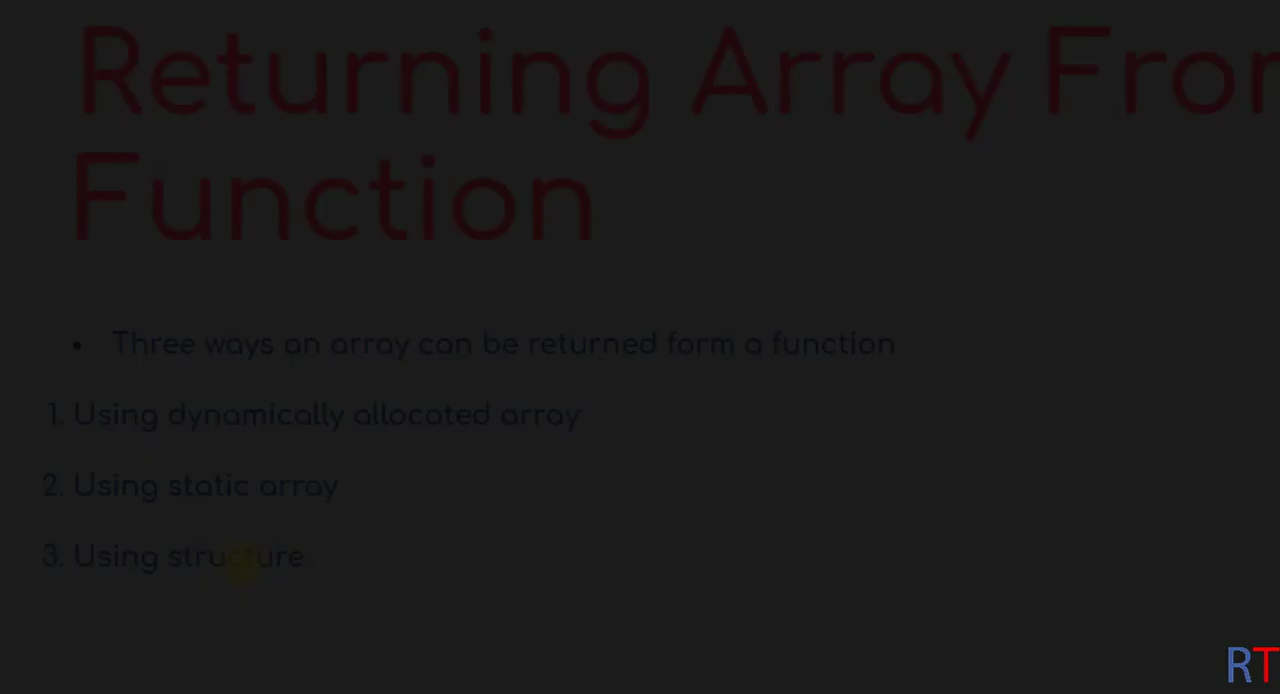 Returning Array From
Function
• Three ways an array can be returned form a function
1. Using dynamically allocated array
2. Using static array
3. Using structure
RT